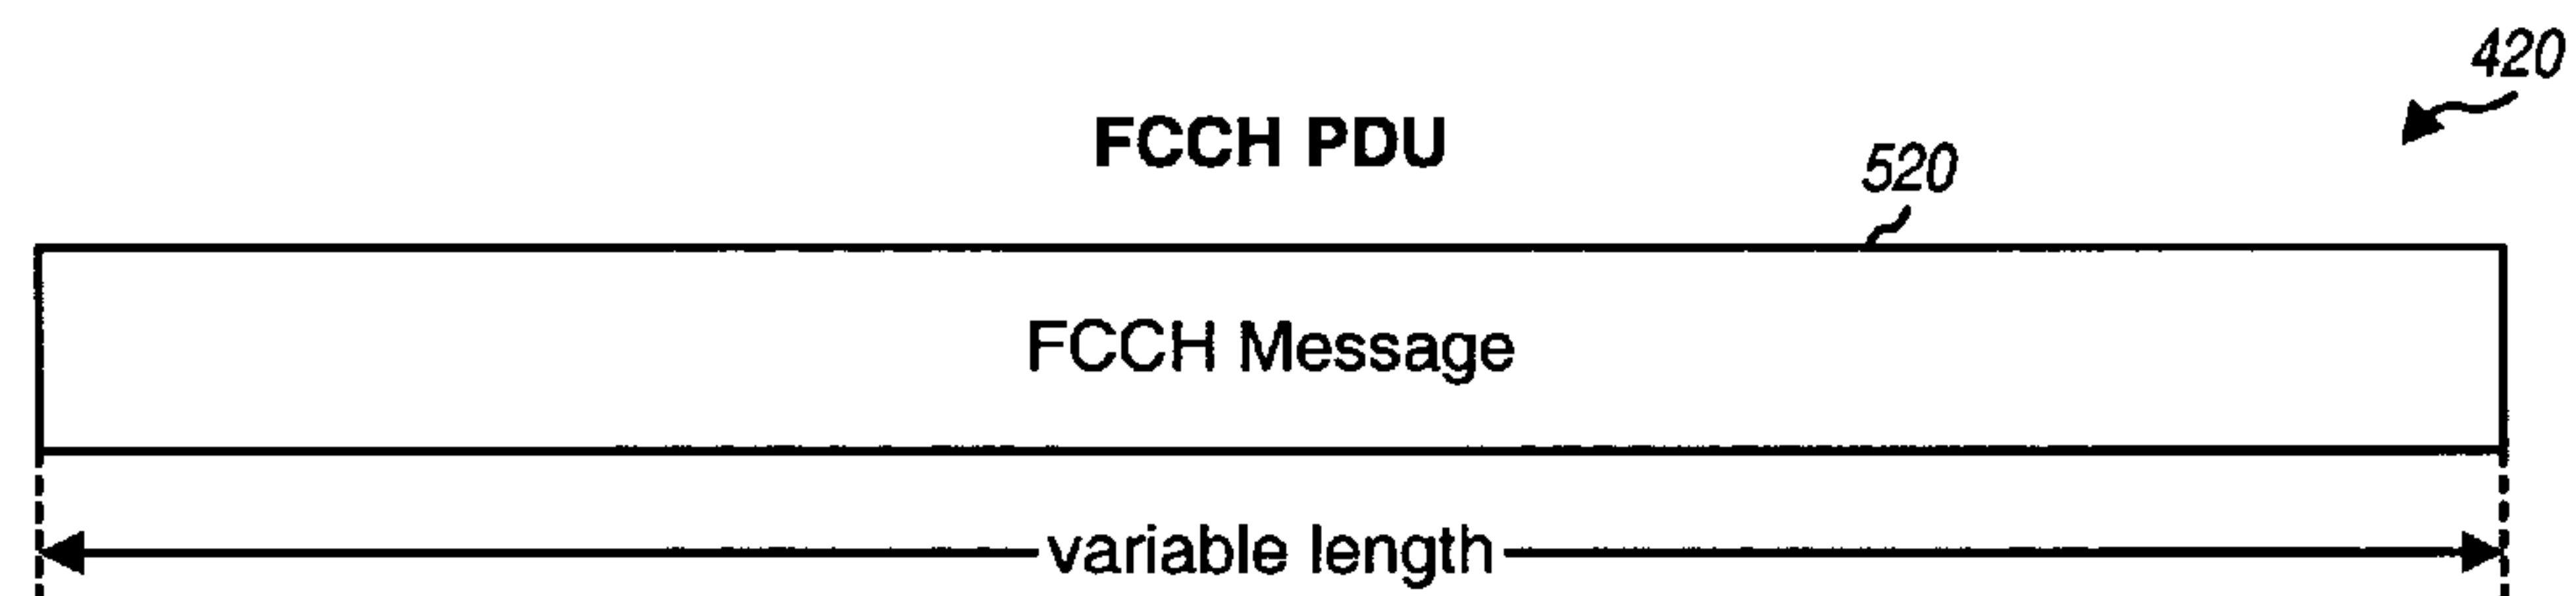 420
FCCH PDU
520
FCCH Message
variable length